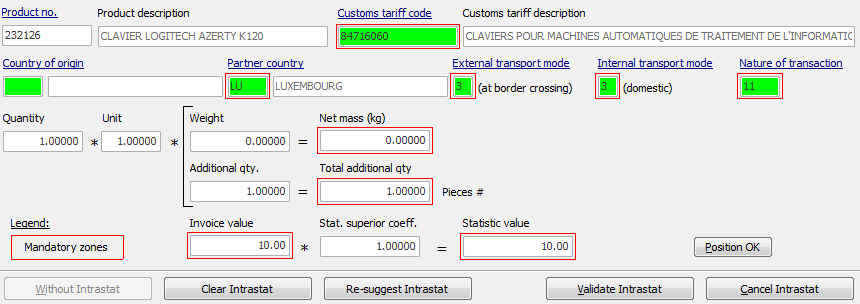 Product no. Product description Customs tariff code Customs tariff description
232126 CLAVIER LOGITECH AZERTY K120 84716060 CLAVIERS POUR MACHINES AUTOMATIQUES DE TRAITEMENT DE L'INFORMATIC
Country of origin Partner country External transport mode Internal transport mode Nature of transaction
LU LUXEMBOURG 3 (at border crossing) 3 (domestic) 11
Quantity Unit Weight Net mass (kg)
1.00000 * 1.00000 * 0.00000 = 0.00000
Additional qty. Total additional qty
1.00000 = 1.00000 Pieces #
Legend: Invoice value Stat. superior coeff. Statistic value
Mandatory zones 10.00 * 1.00000 = 10.00 Position OK
Without Intrastat Clear Intrastat Re-suggest Intrastat Validate Intrastat Cancel Intrastat